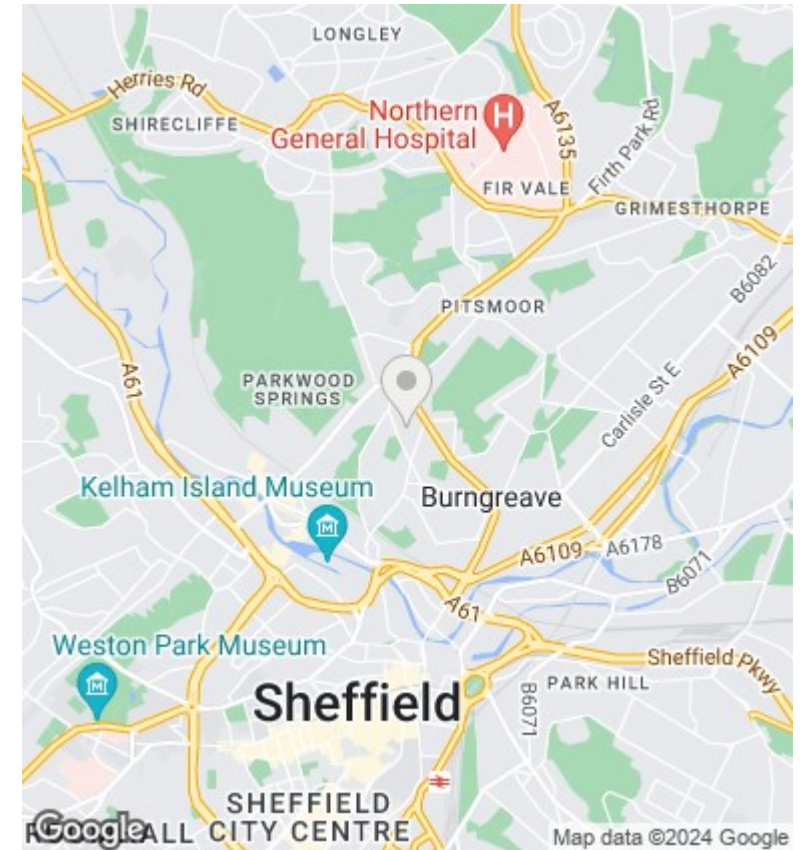 LONGLEY
Herries Rd
SHIRECLIFFE
Northern
General Hospital
H
A6135
Firth Park Rd
FIR VALE
GRIMESTHORPE
B6082
PITSMOOR
A6109
A61
PARKWOOD
SPRINGS
Carlisle St E
Kelham Island Museum
M
Burngreave
A6109
A6178
B6071
A61
Weston Park Museum
M
Sheffield Pkwy
PARK HILL
B6071
Sheffield
SHEFFIELD
CITY CENTRE
Google
Map data ©2024 Google